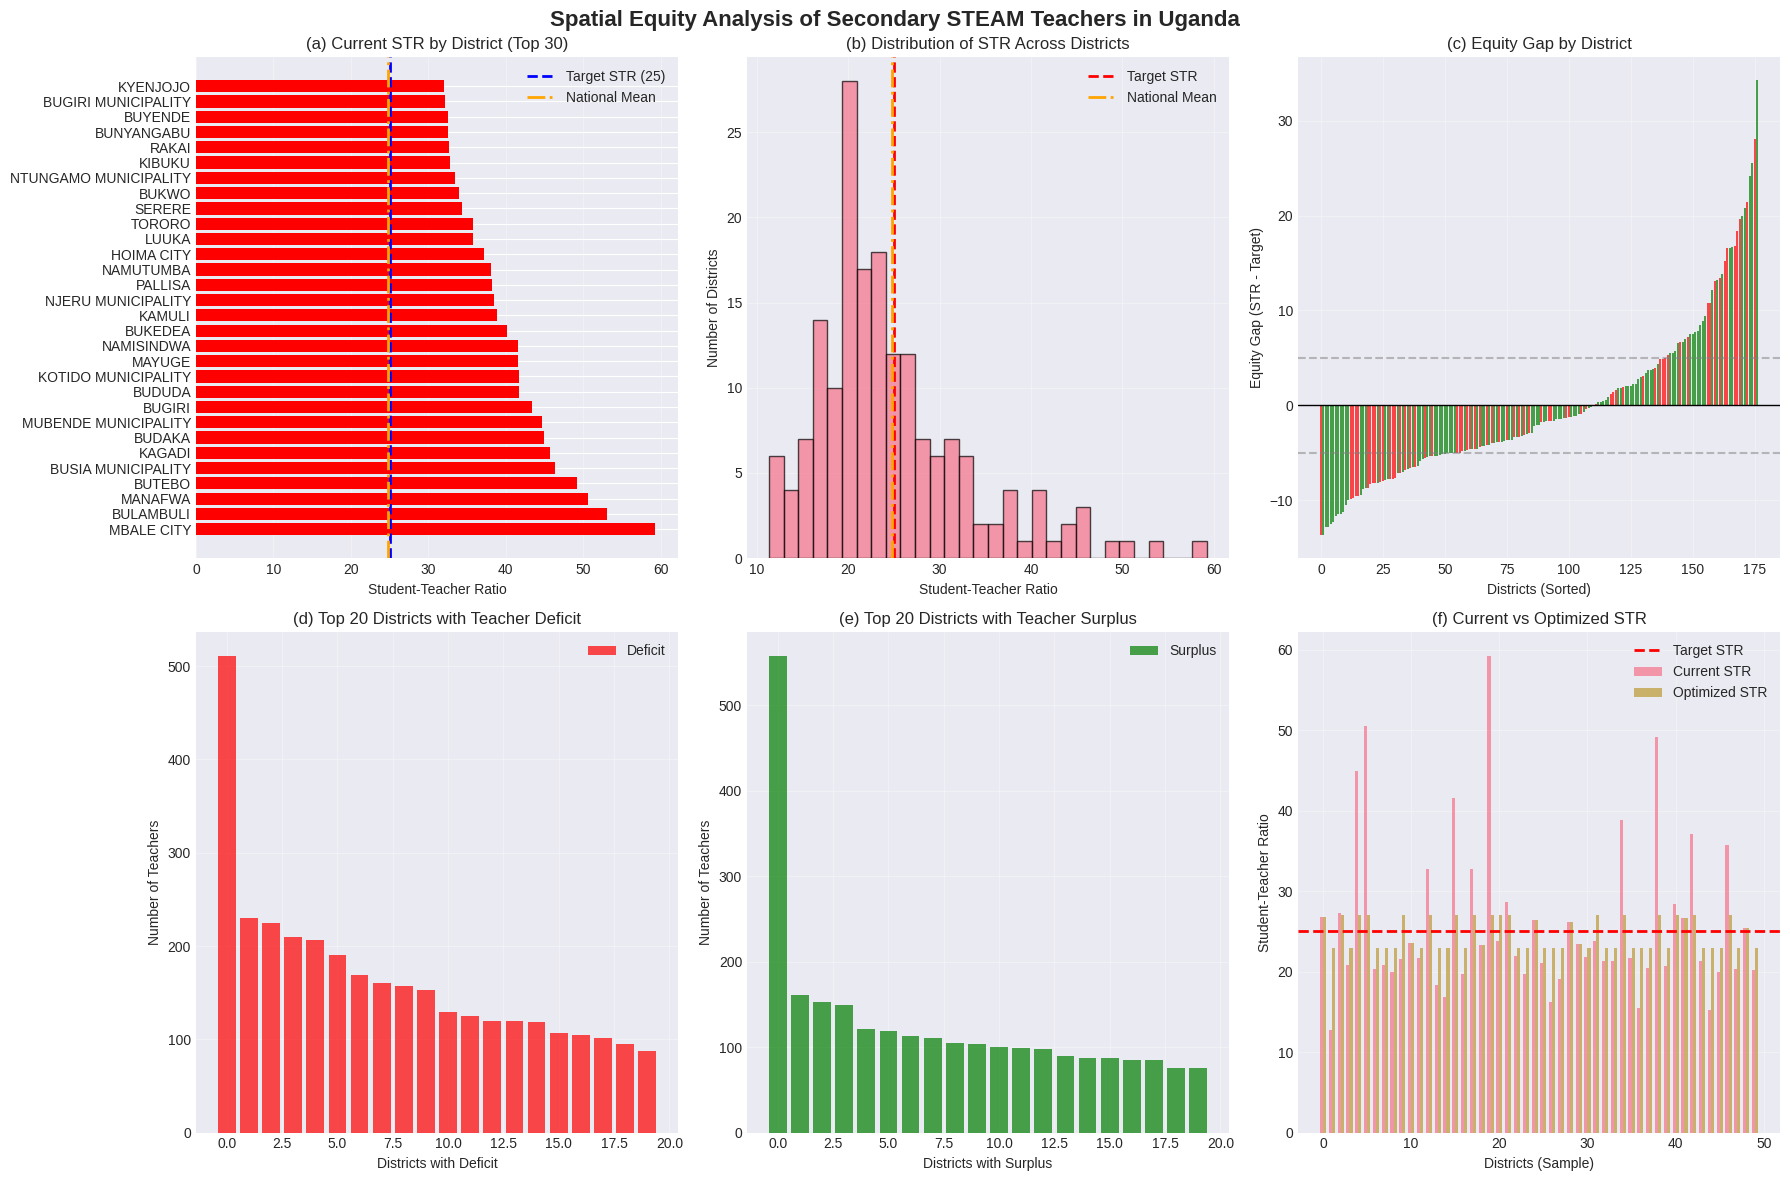 Spatial Equity Analysis of Secondary STEAM Teachers in Uganda
(a) Current STR by District (Top 30)
Target STR (25)
National Mean
KYENJOJO
BUGIRI MUNICIPALITY
BUYENDE
BUNYANGABU
RAKAI
KIBUKU
NTUNGAMO MUNICIPALITY
BUKWO
SERERE
TORORO
LUUKA
HOIMA CITY
NAMUTUMBA
PALLISA
NJERU MUNICIPALITY
KAMULI
BUKEDEA
NAMISINDWA
MAYUGE
KOTIDO MUNICIPALITY
BUDUDA
BUGIRI
MUBENDE MUNICIPALITY
BUDAKA
KAGADI
BUSIA MUNICIPALITY
BUTEBO
MANAFWA
BULAMBULI
MBALE CITY
0 10 20 30 40 50 60
Student-Teacher Ratio
(b) Distribution of STR Across Districts
Target STR
National Mean
Number of Districts
25
20
15
10
5
0
10 20 30 40 50 60
Student-Teacher Ratio
(c) Equity Gap by District
Equity Gap (STR - Target)
30
20
10
0
−10
0 25 50 75 100 125 150 175
Districts (Sorted)
(d) Top 20 Districts with Teacher Deficit
Deficit
Number of Teachers
500
400
300
200
100
0
0.0 2.5 5.0 7.5 10.0 12.5 15.0 17.5 20.0
Districts with Deficit
(e) Top 20 Districts with Teacher Surplus
Surplus
Number of Teachers
500
400
300
200
100
0
0.0 2.5 5.0 7.5 10.0 12.5 15.0 17.5 20.0
Districts with Surplus
(f) Current vs Optimized STR
Target STR
Current STR
Optimized STR
Student-Teacher Ratio
60
50
40
30
20
10
0
0 10 20 30 40 50
Districts (Sample)